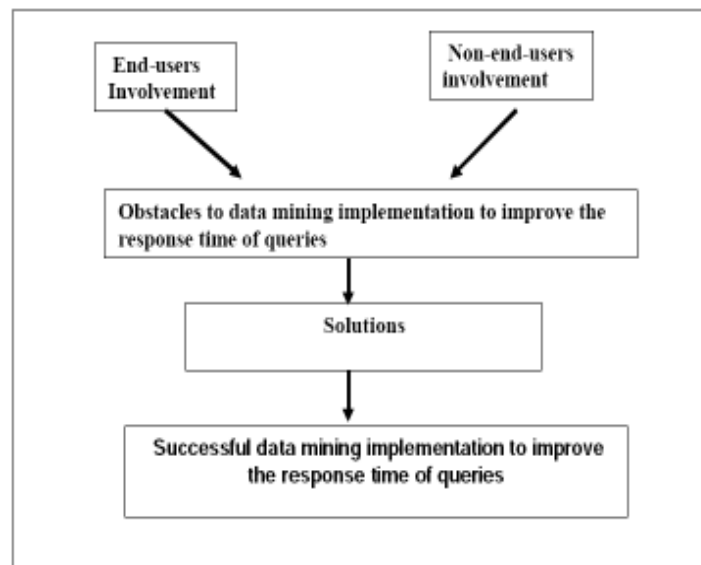 End-users
Involvement
Non-end-users
involvement
Obstacles to data mining implementation to improve the
response time of queries
Solutions
Successful data mining implementation to improve
the response time of queries